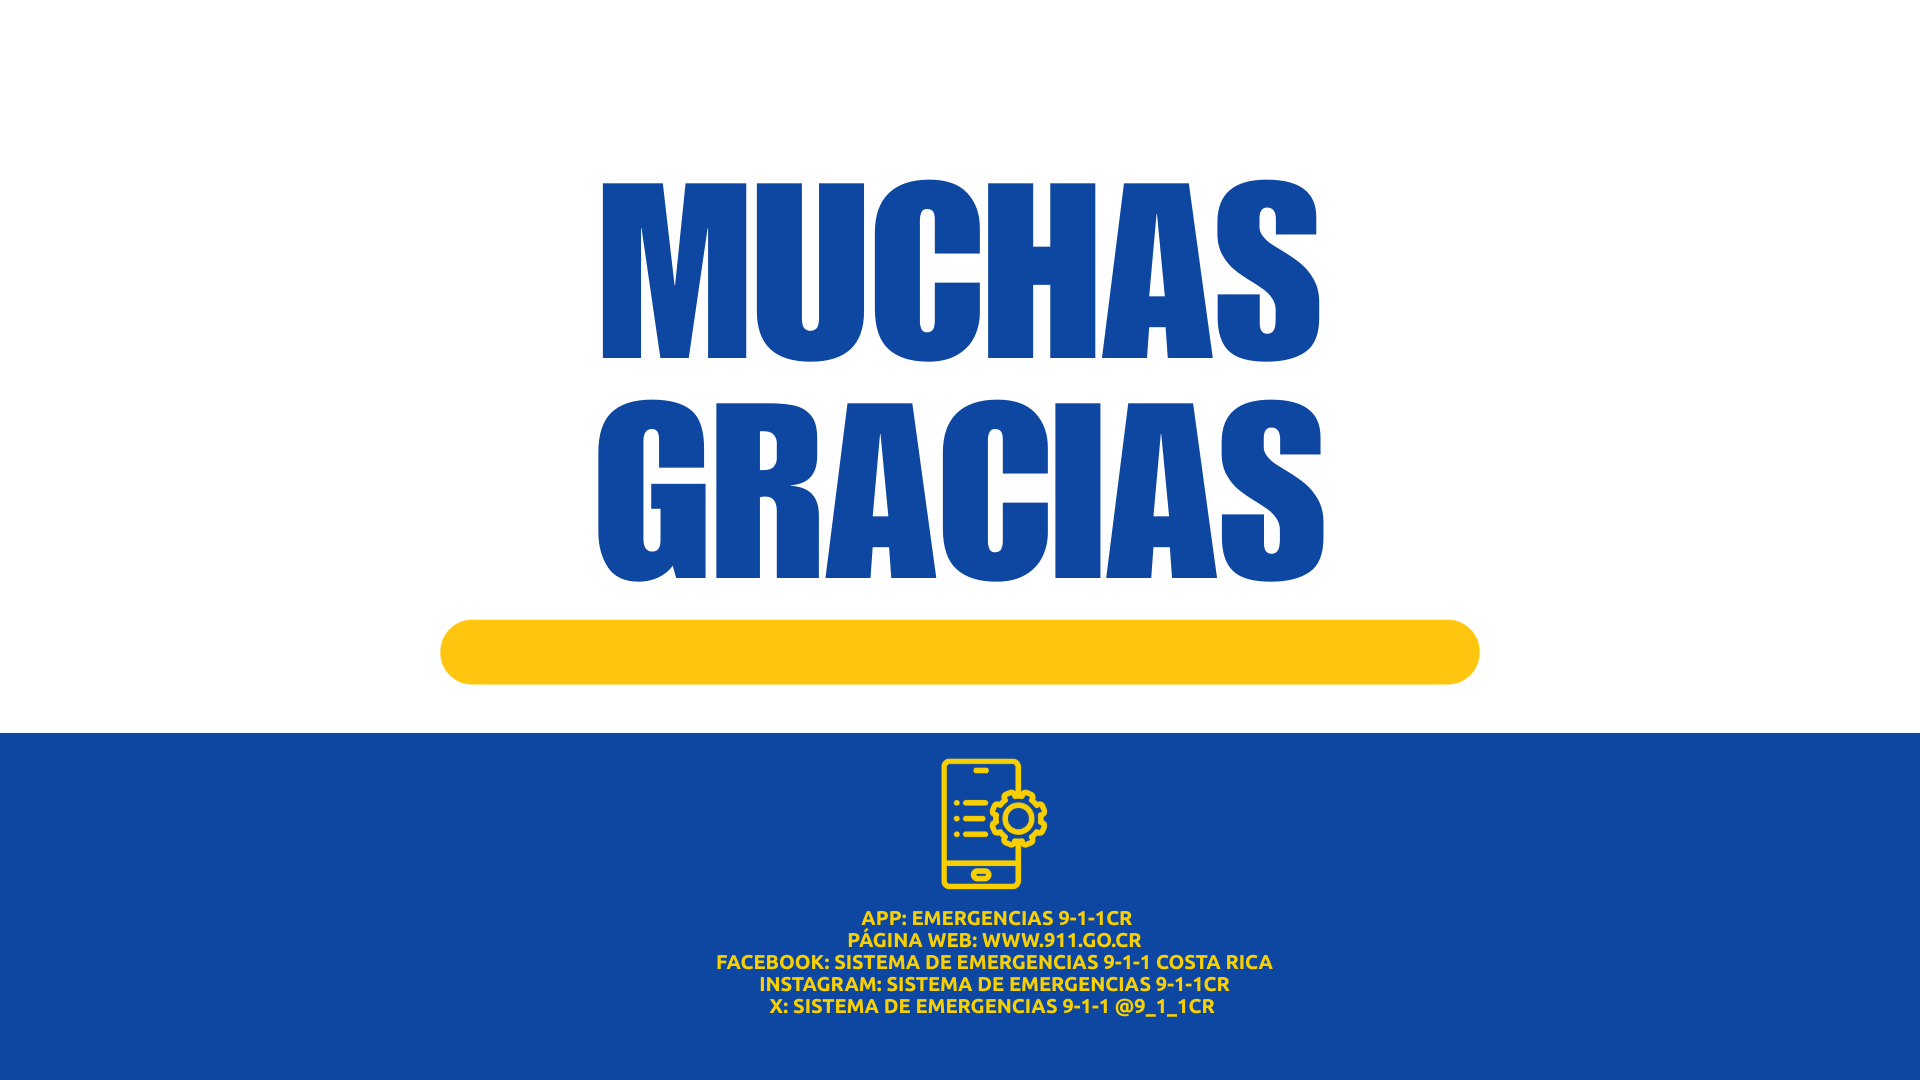 MUCHAS
GRACIAS
APP: EMERGENCIAS 9-1-1CR
PÁGINA WEB: WWW.911.GO.CR
FACEBOOK: SISTEMA DE EMERGENCIAS 9-1-1 COSTA RICA
INSTAGRAM: SISTEMA DE EMERGENCIAS 9-1-1CR
X: SISTEMA DE EMERGENCIAS 9-1-1 @9_1_1CR